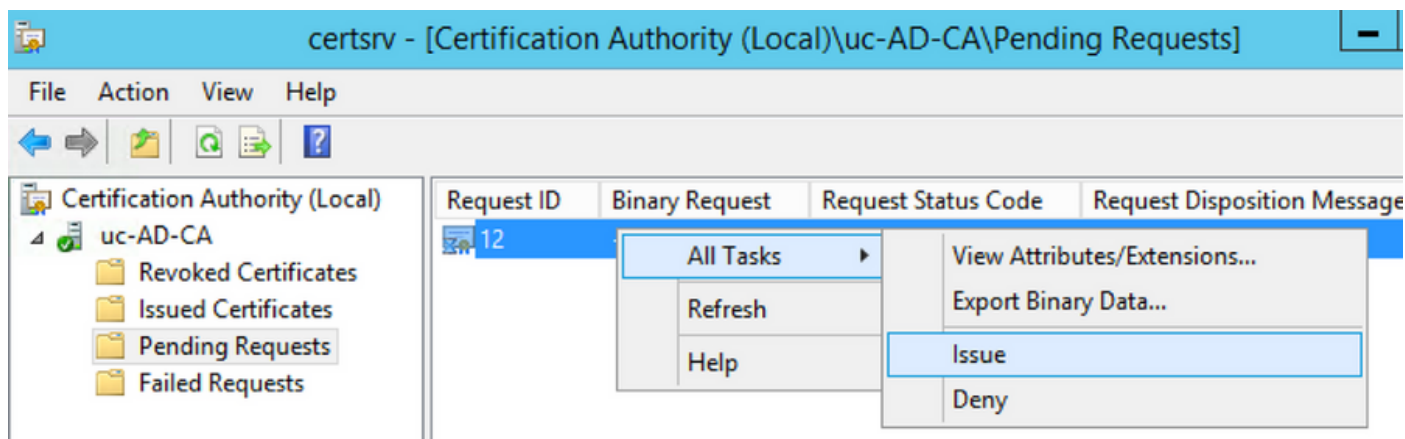 certsrv - [Certification Authority (Local)\uc-AD-CA\Pending Requests]
File Action View Help
Certification Authority (Local)
uc-AD-CA
Revoked Certificates
Issued Certificates
Pending Requests
Failed Requests
Request ID Binary Request Request Status Code Request Disposition Message
12
All Tasks
Refresh
Help
View Attributes/Extensions...
Export Binary Data...
Issue
Deny